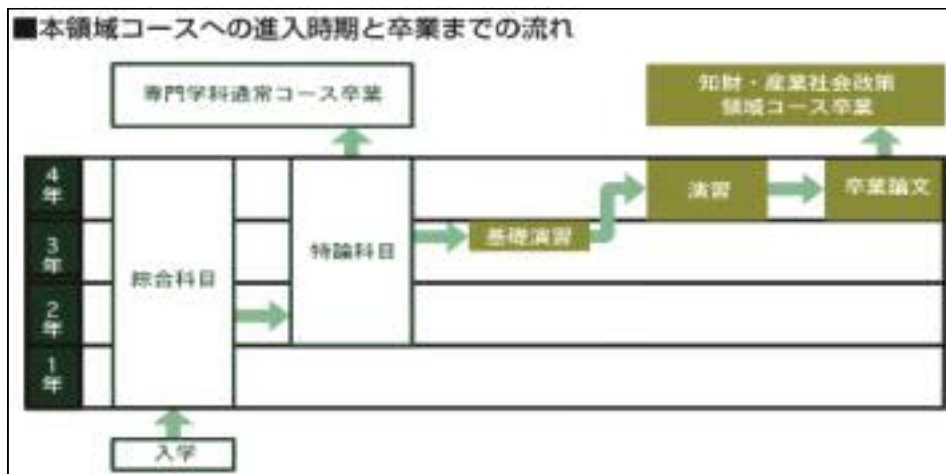 ■本領域コースへの進入時期と卒業までの流れ
専門学科通常コース卒業
知財・産業社会政策
領域コース卒業
4年
3年
2年
1年
総合科目
特論科目
基礎演習
演習
卒業論文
入学